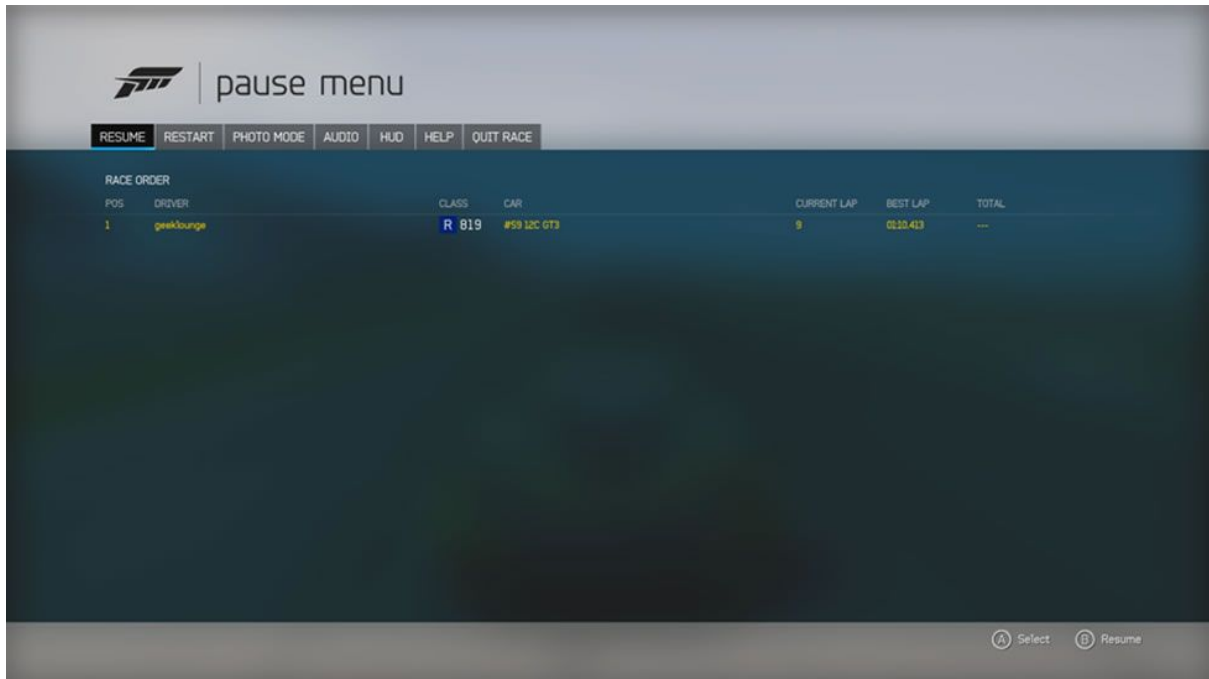 pause menu
RESUME RESTART PHOTO MODE AUDIO HUD HELP QUIT RACE
RACE ORDER
POS DRIVER CLASS CAR CURRENT LAP BEST LAP TOTAL
1 geeklounge R 819 #59 12C GT3 9 01:10.413 ---
A Select B Resume